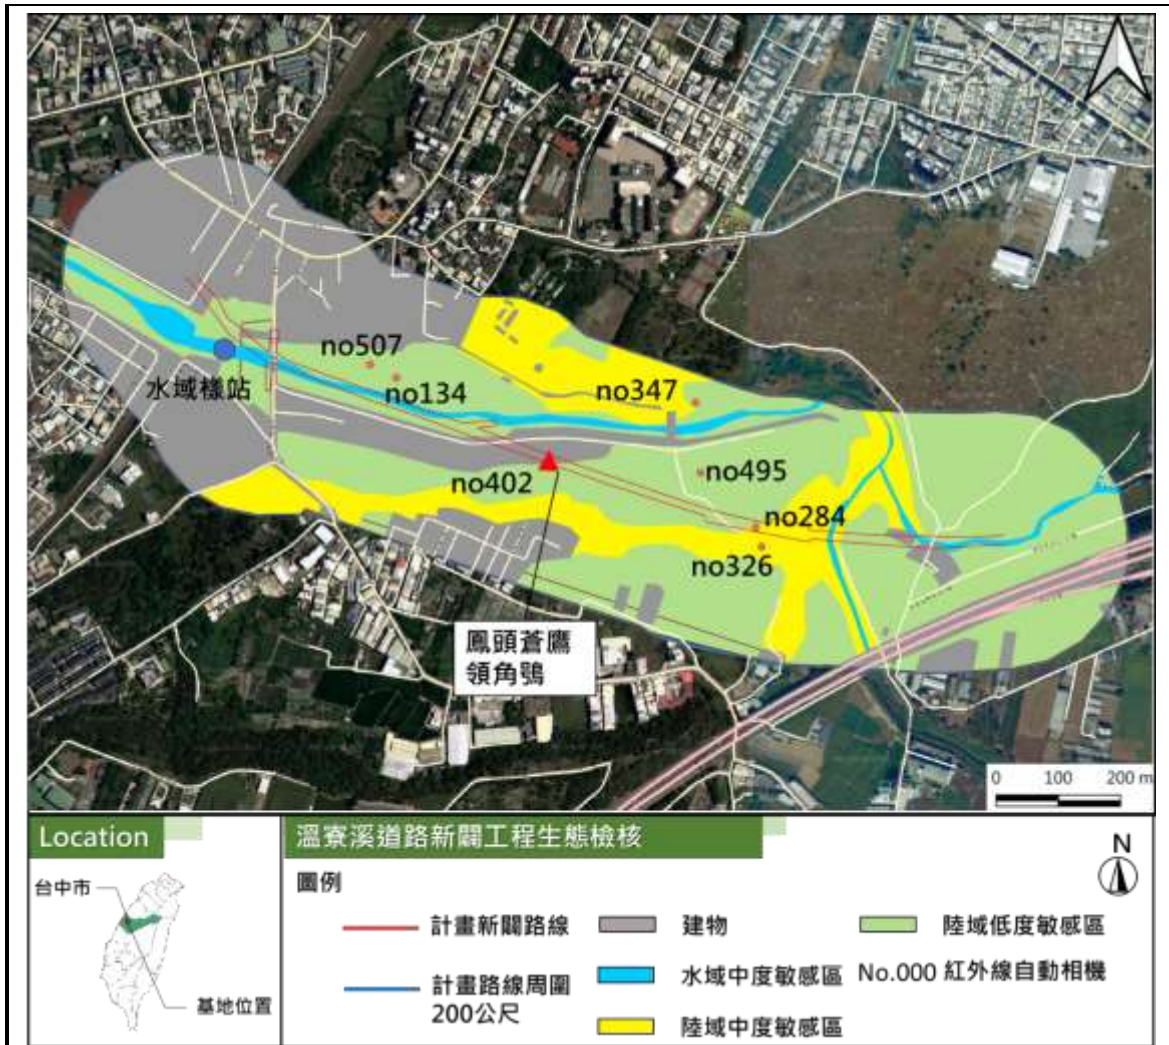 no507
no134
no347
水域樣站
no402
no495
no284
no326
鳳頭蒼鷹
領角鴞
0 100 200 m
Location
台中市
基地位置
溫寮溪道路新闢工程生態檢核
圖例
N
計畫新闢路線
建物
陸域低度敏感區
計畫路線周圍
200公尺
水域中度敏感區
No.000 紅外線自動相機
陸域中度敏感區